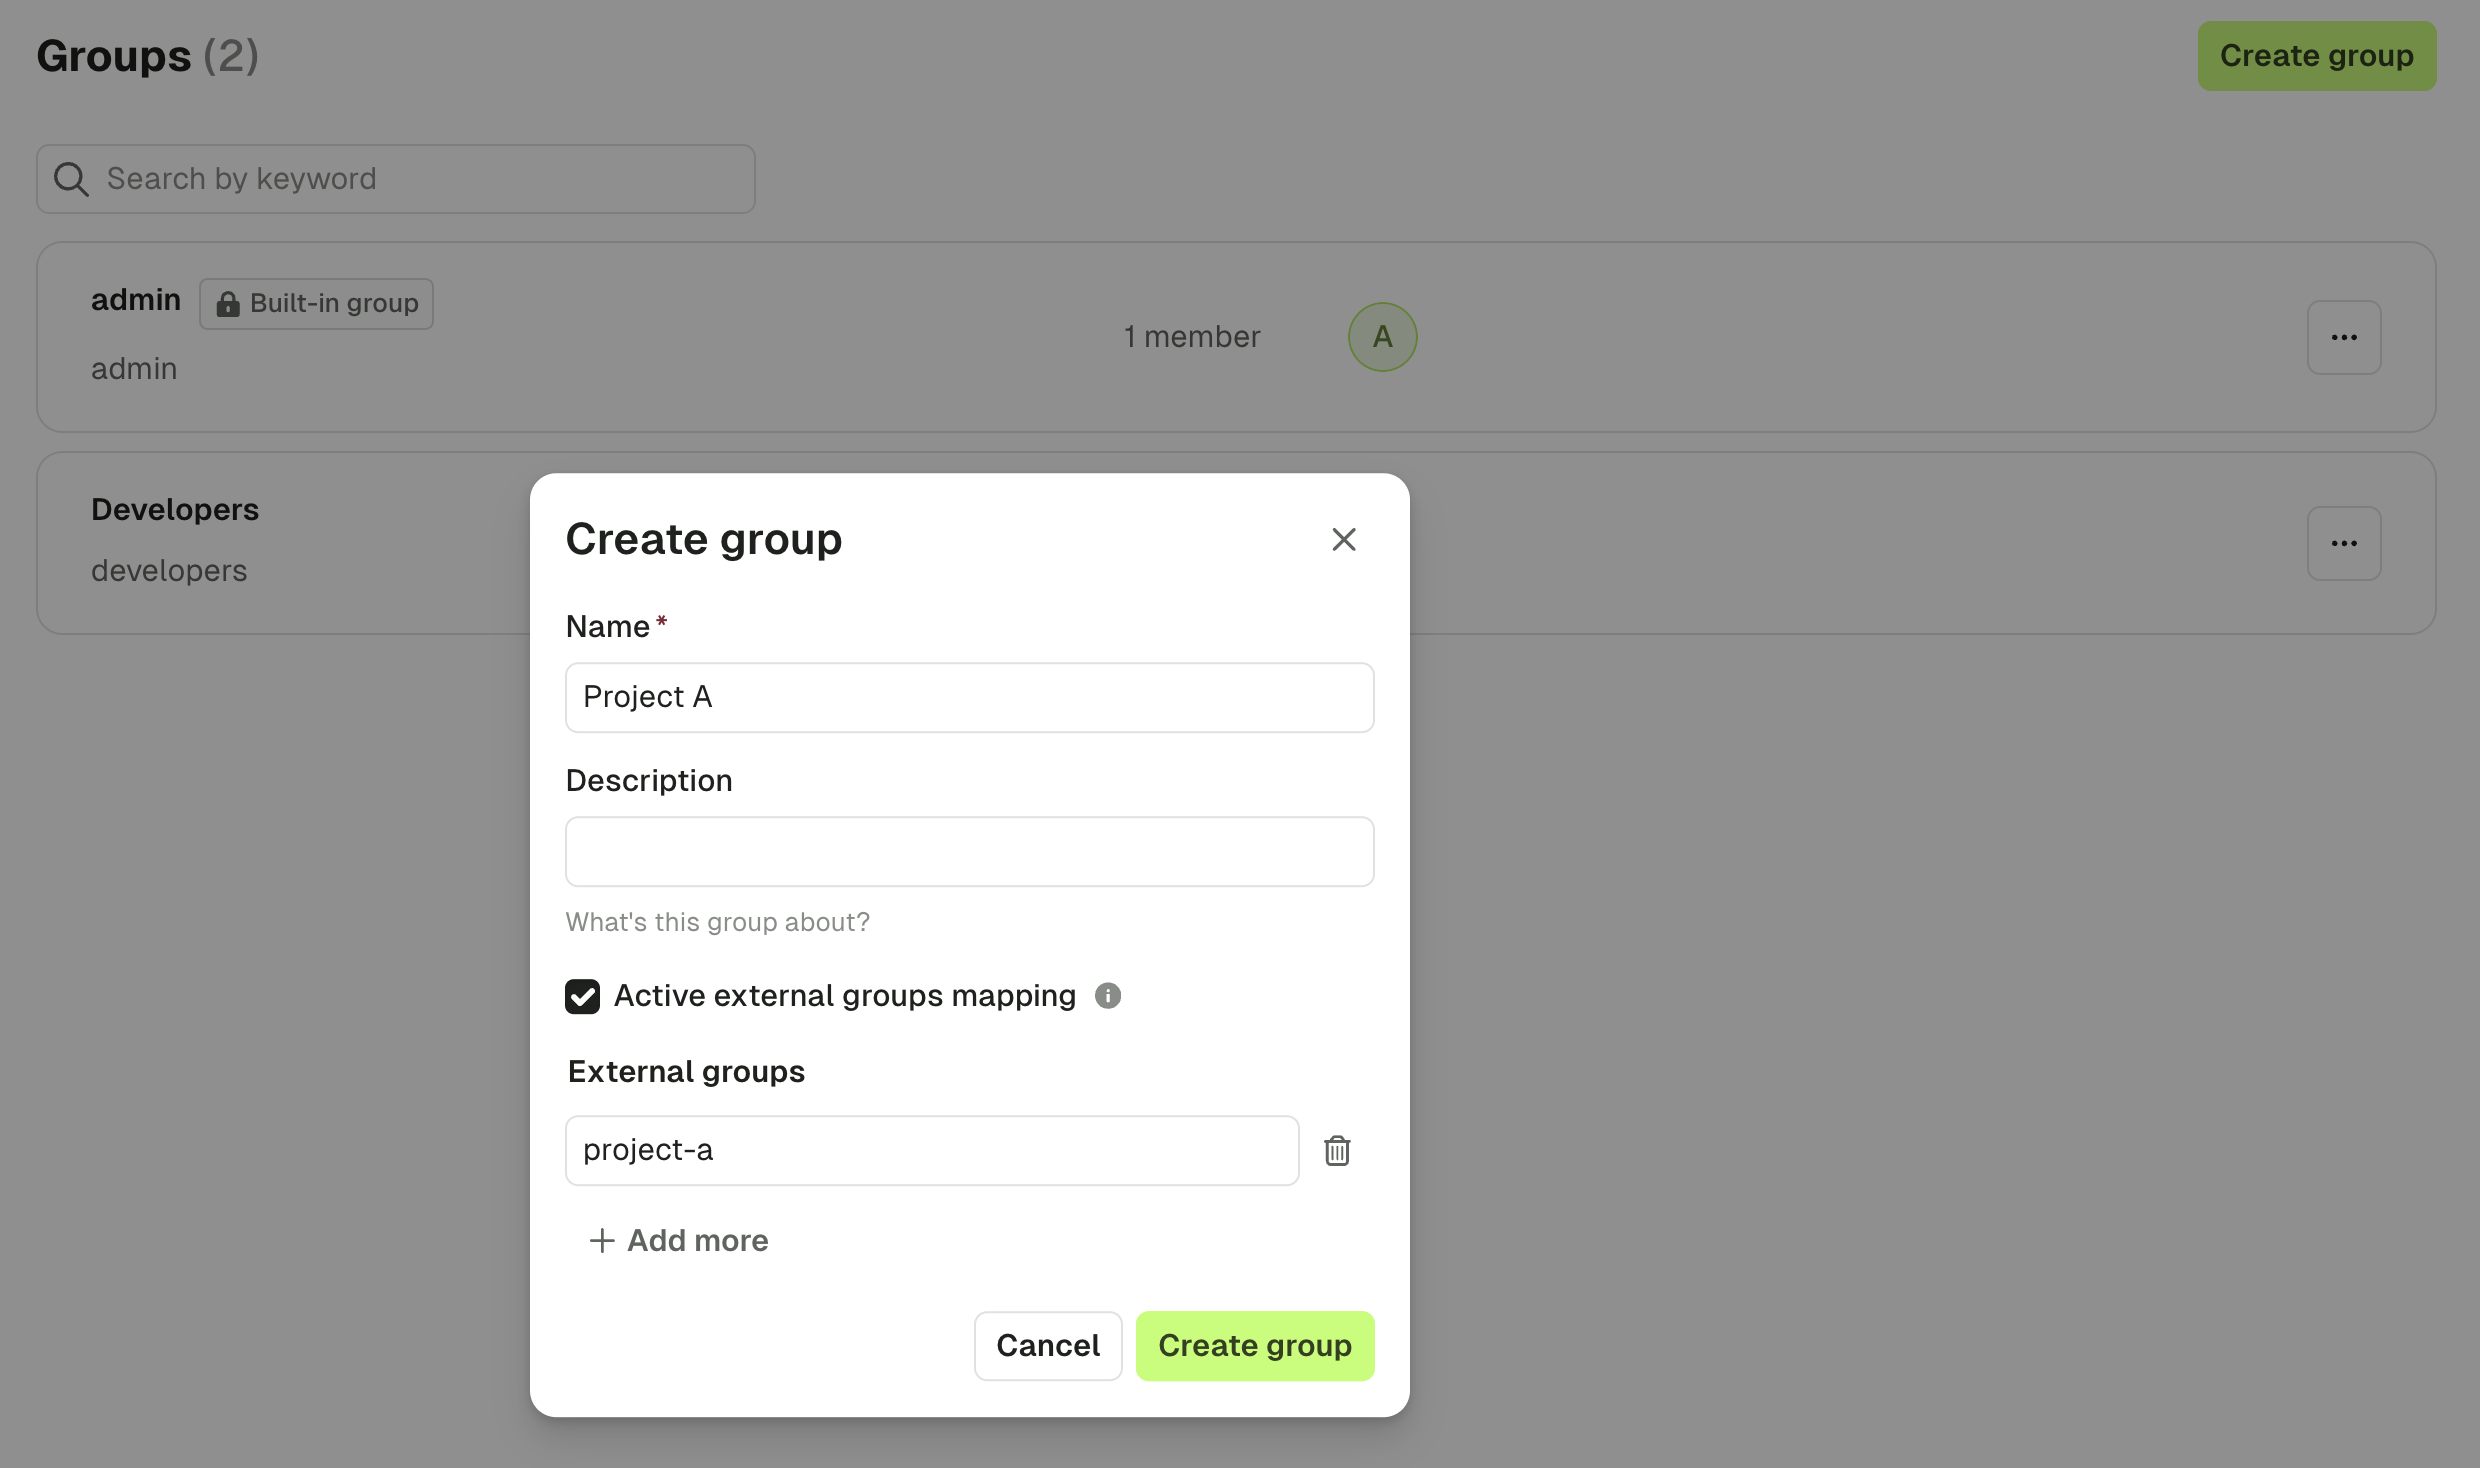 Groups (2)
Create group
Search by keyword
admin
Built-in group
admin
1 member
A
Developers
developers
Create group
Name *
Project A
Description
What's this group about?
Active external groups mapping
External groups
project-a
Add more
Cancel
Create group